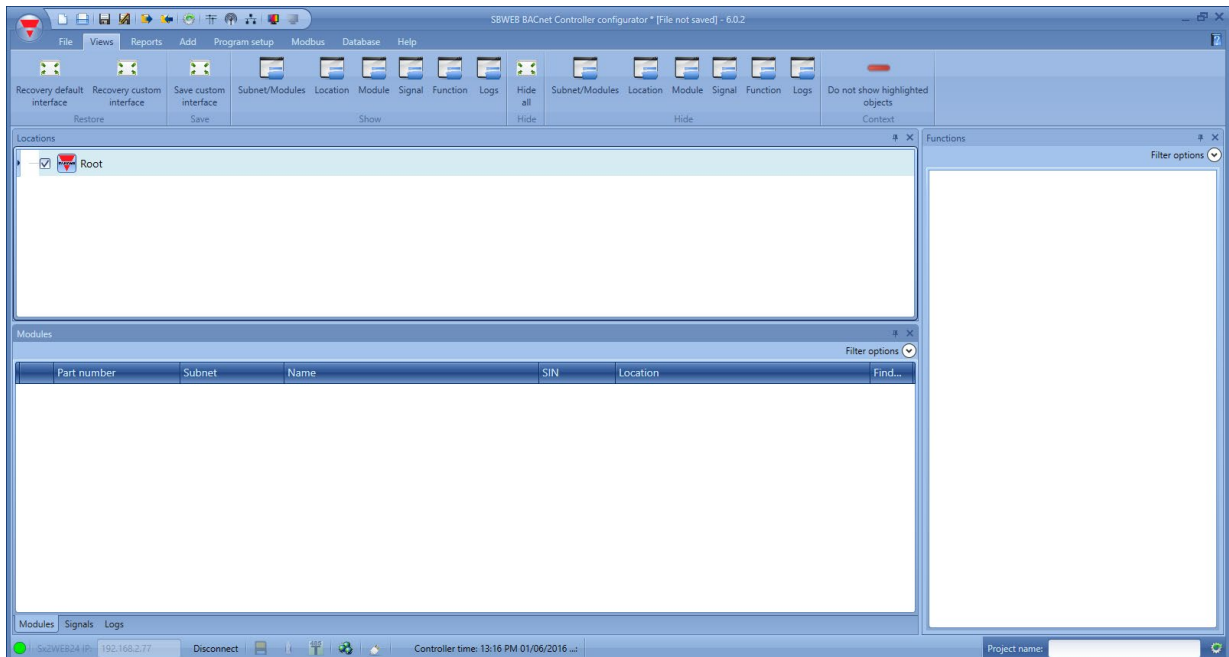 SBWEB BACnet Controller configurator * [File not saved] - 6.0.2
File Views Reports Add Program setup Modbus Database Help
Recovery default interface
Recovery custom interface
Restore
Save custom interface
Save
Subnet/Modules Location Module Signal Function Logs
Show
Hide all
Hide
Subnet/Modules Location Module Signal Function Logs
Hide
Do not show highlighted objects
Context
Locations
Root
Modules
Filter options
Part number Subnet Name SIN Location Find...
Modules Signals Logs
Functions
Filter options
Sx2WEB24 IP: 192.168.2.77 Disconnect Controller time: 13:16 PM 01/06/2016 ...: Project name: